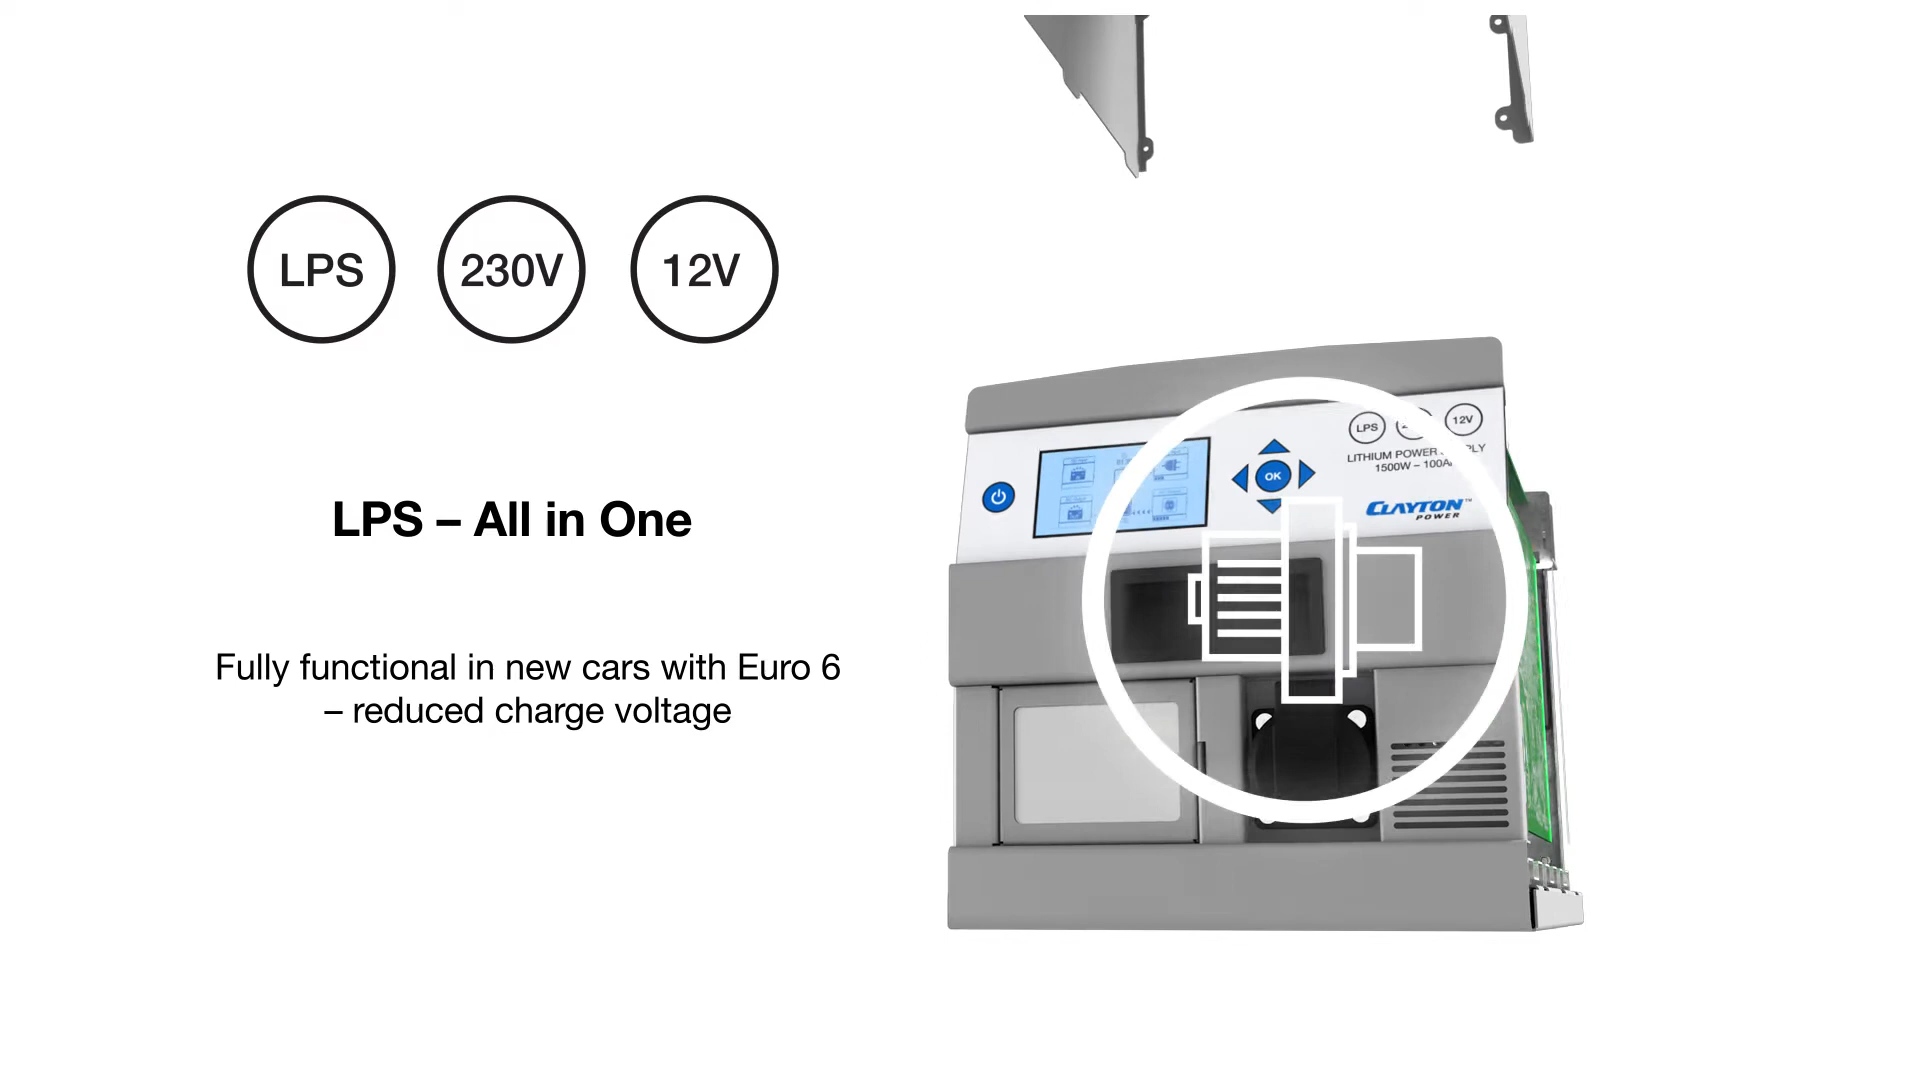 LPS 230V 12V
LPS – All in One
Fully functional in new cars with Euro 6
– reduced charge voltage
LPS 12V
LITHIUM POWER
1500W – 100A
OK
CLAYTON™
POWER